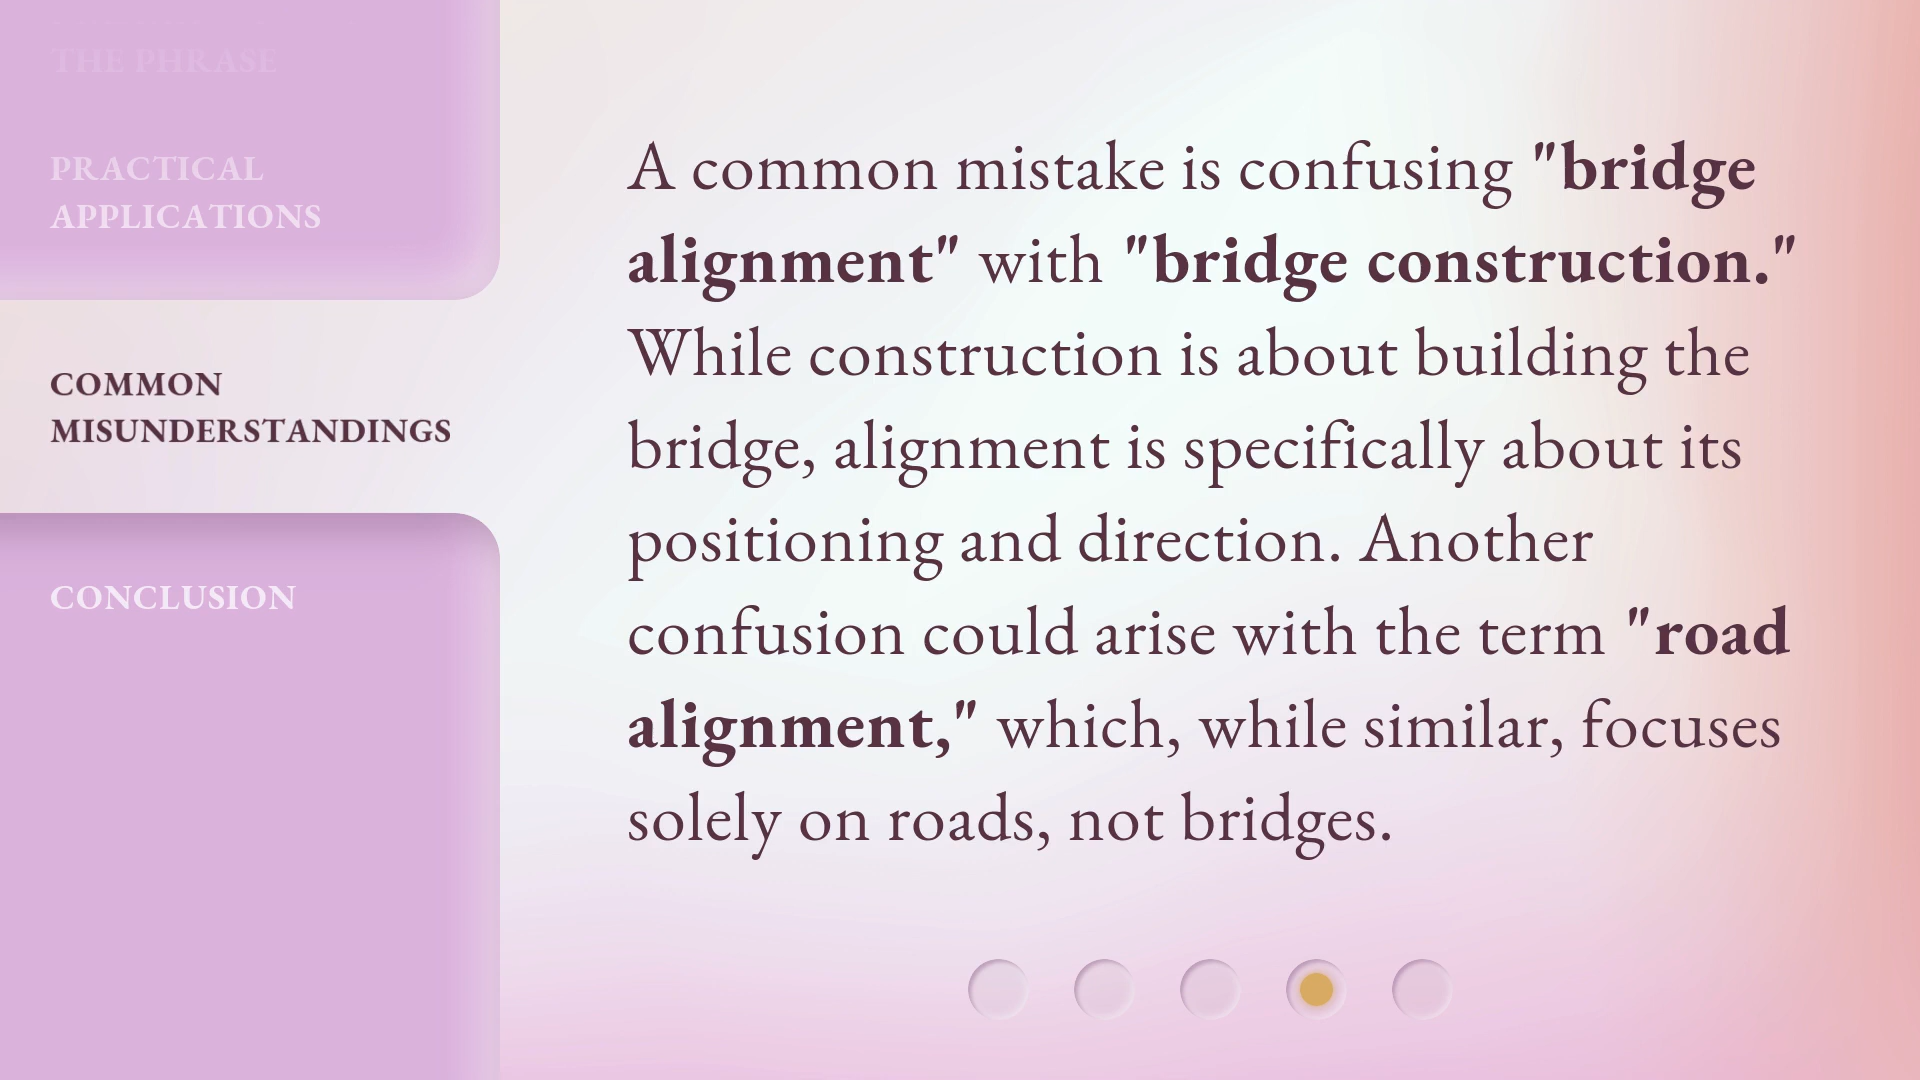 THE PHRASE
PRACTICAL
APPLICATIONS
COMMON
MISUNDERSTANDINGS
CONCLUSION
A common mistake is confusing "bridge
alignment" with "bridge construction."
While construction is about building the
bridge, alignment is specifically about its
positioning and direction. Another
confusion could arise with the term "road
alignment," which, while similar, focuses
solely on roads, not bridges.